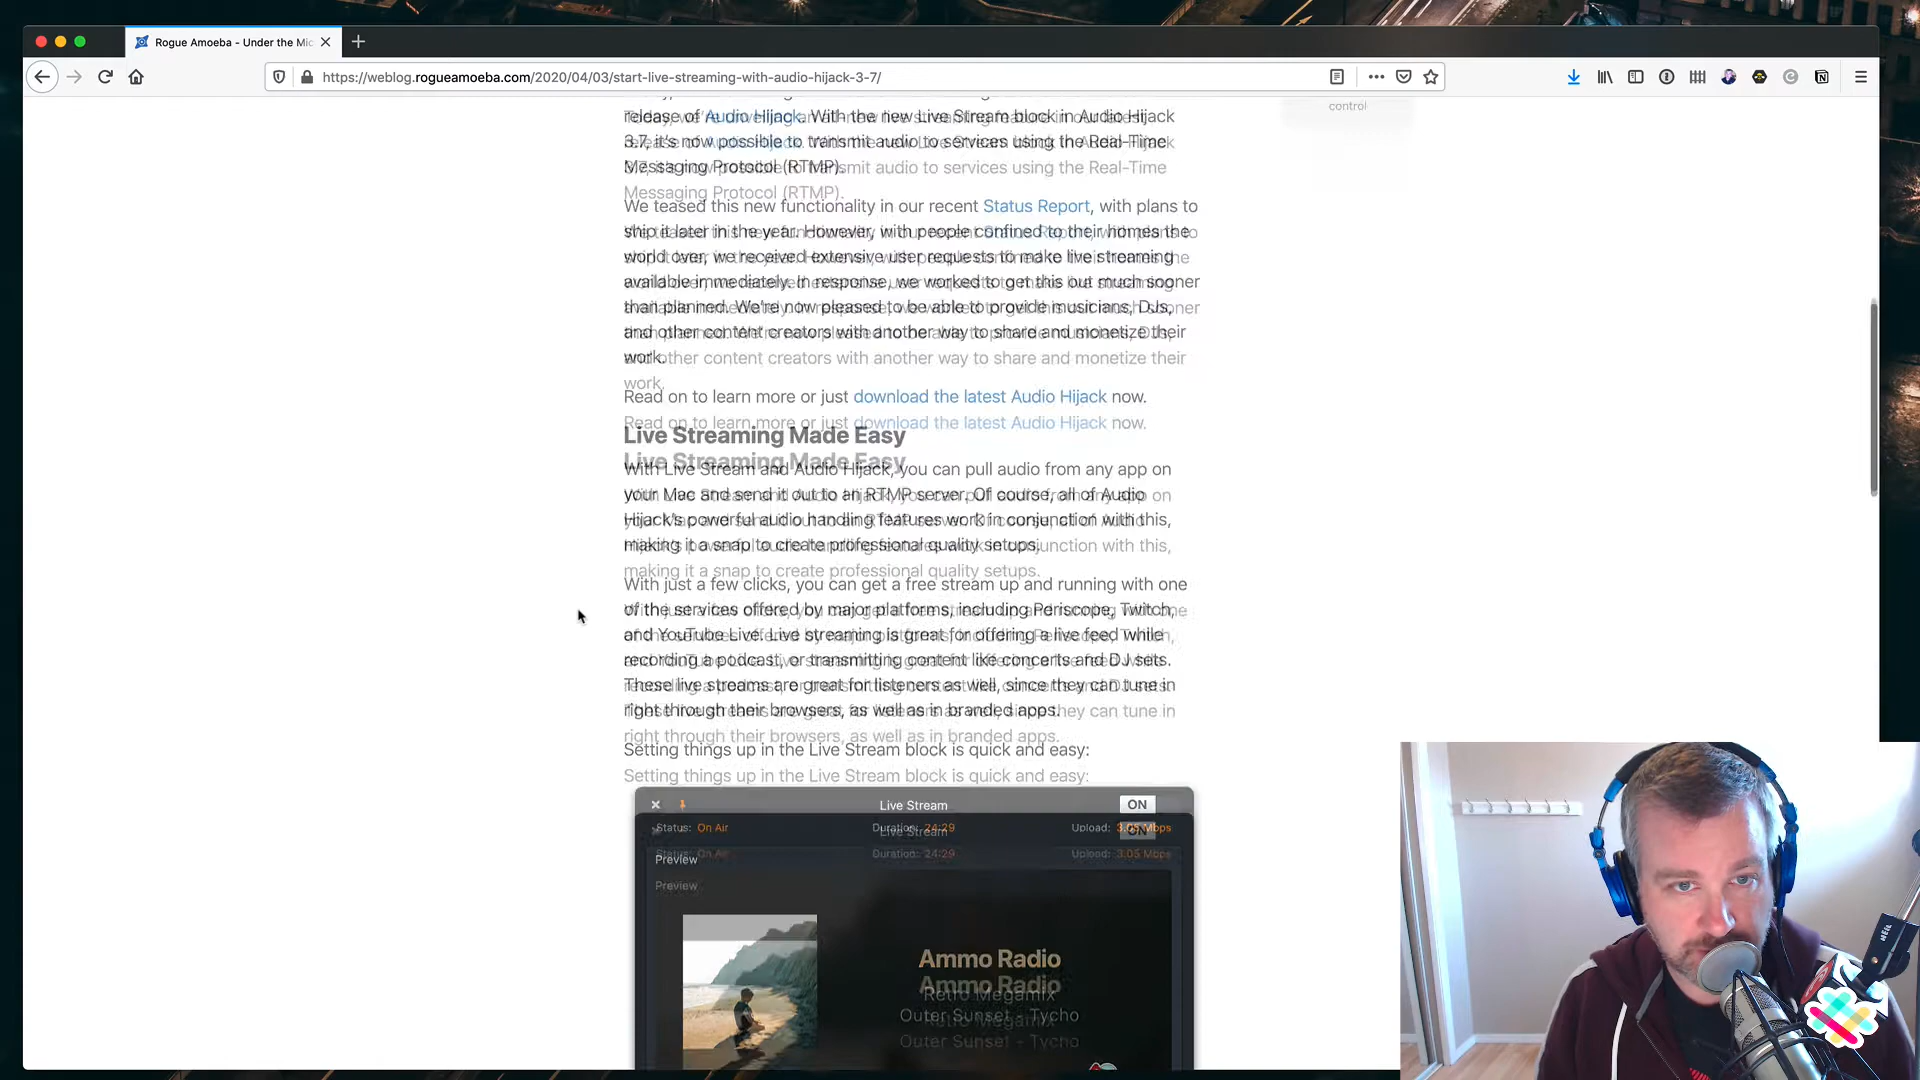 Rogue Amoeba - Under the Mic
https://weblog.rogueamoeba.com/2020/04/03/start-live-streaming-with-audio-hijack-3-7/
control
release of Audio Hijack. With the new Live Stream block in Audio Hijack
3.7, it's now possible to transmit audio to services using the Real-Time
Messaging Protocol (RTMP).
We teased this new functionality in our recent Status Report, with plans to
ship it later in the year. However, with people confined to their homes the
world over, we received extensive user requests to make live streaming
available immediately. In response, we worked to get this out much sooner
than planned. We're now pleased to be able to provide musicians, DJs,
and other content creators with another way to share and monetize their
work.
Read on to learn more or just download the latest Audio Hijack now.
Live Streaming Made Easy
With Live Stream and Audio Hijack, you can pull audio from any app on
your Mac and send it out to an RTMP server. Of course, all of Audio
Hijack's powerful audio handling features work in conjunction with this,
making it a snap to create professional quality setups.
With just a few clicks, you can get a free stream up and running with one
of the services offered by major platforms, including Periscope, Twitch,
and YouTube Live. Live streaming is great for offering a live feed while
recording a podcast, or transmitting content like concerts and DJ sets.
These live streams are great for listeners as well, since they can tune in
right through their browsers, as well as in branded apps.
Setting things up in the Live Stream block is quick and easy:
Live Stream ON
Status: On Air Duration: 24:29 Upload: 3.05 Mbps
Preview
Ammo Radio
Retro Megamix
Outer Sunset - Tycho
HEIL